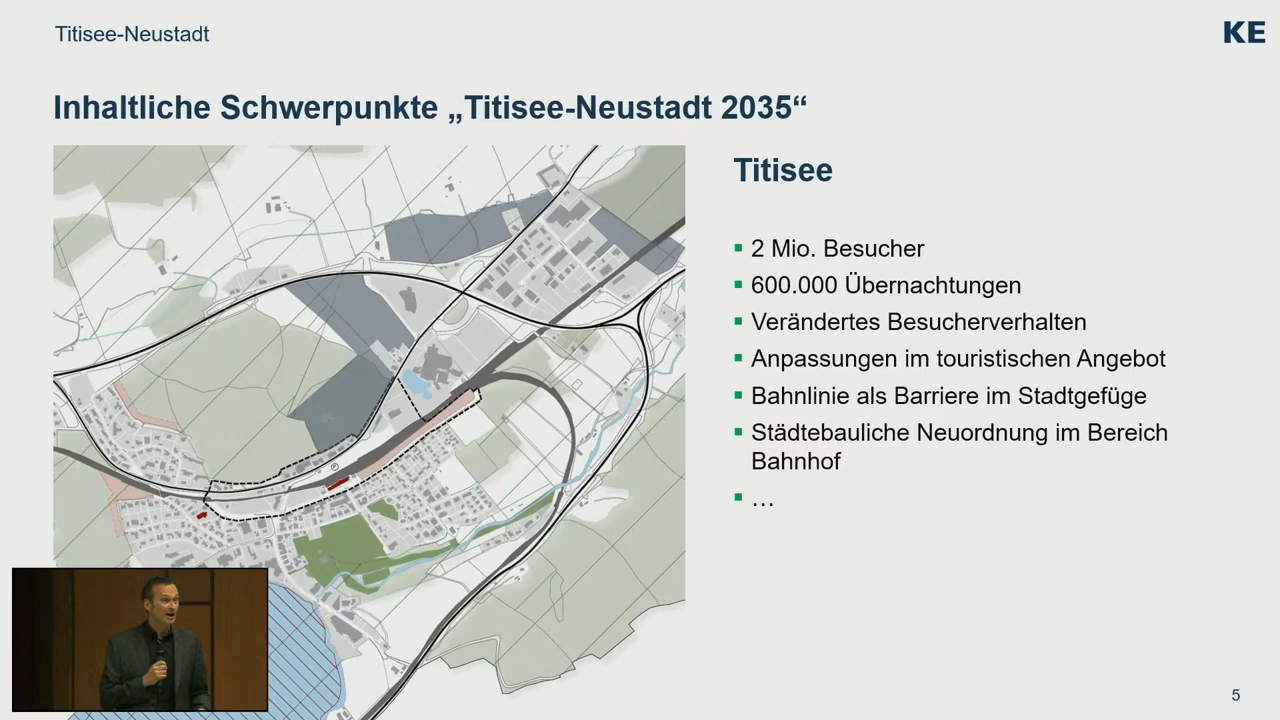 Titisee-Neustadt
KE
Inhaltliche Schwerpunkte „Titisee-Neustadt 2035“
Titisee
2 Mio. Besucher
600.000 Übernachtungen
Verändertes Besucherverhalten
Anpassungen im touristischen Angebot
Bahnlinie als Barriere im Stadtgefüge
Städtebauliche Neuordnung im Bereich
Bahnhof
…
P
5